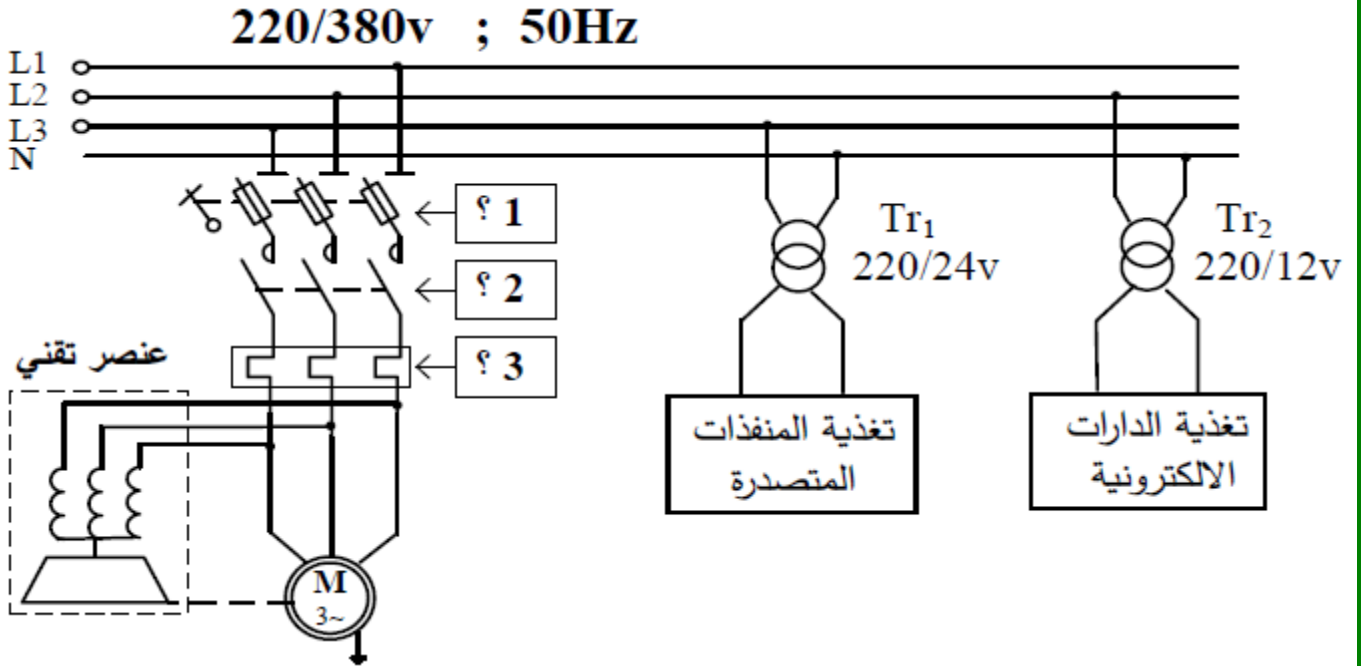 220/380v ; 50Hz
L1
L2
L3
N
1 ؟
2 ؟
3 ؟
عنصر تقني
M
3~
Tr₁
220/24v
تغذية المنفذات
المتصدرة
Tr₂
220/12v
تغذية الدارات
الالكترونية